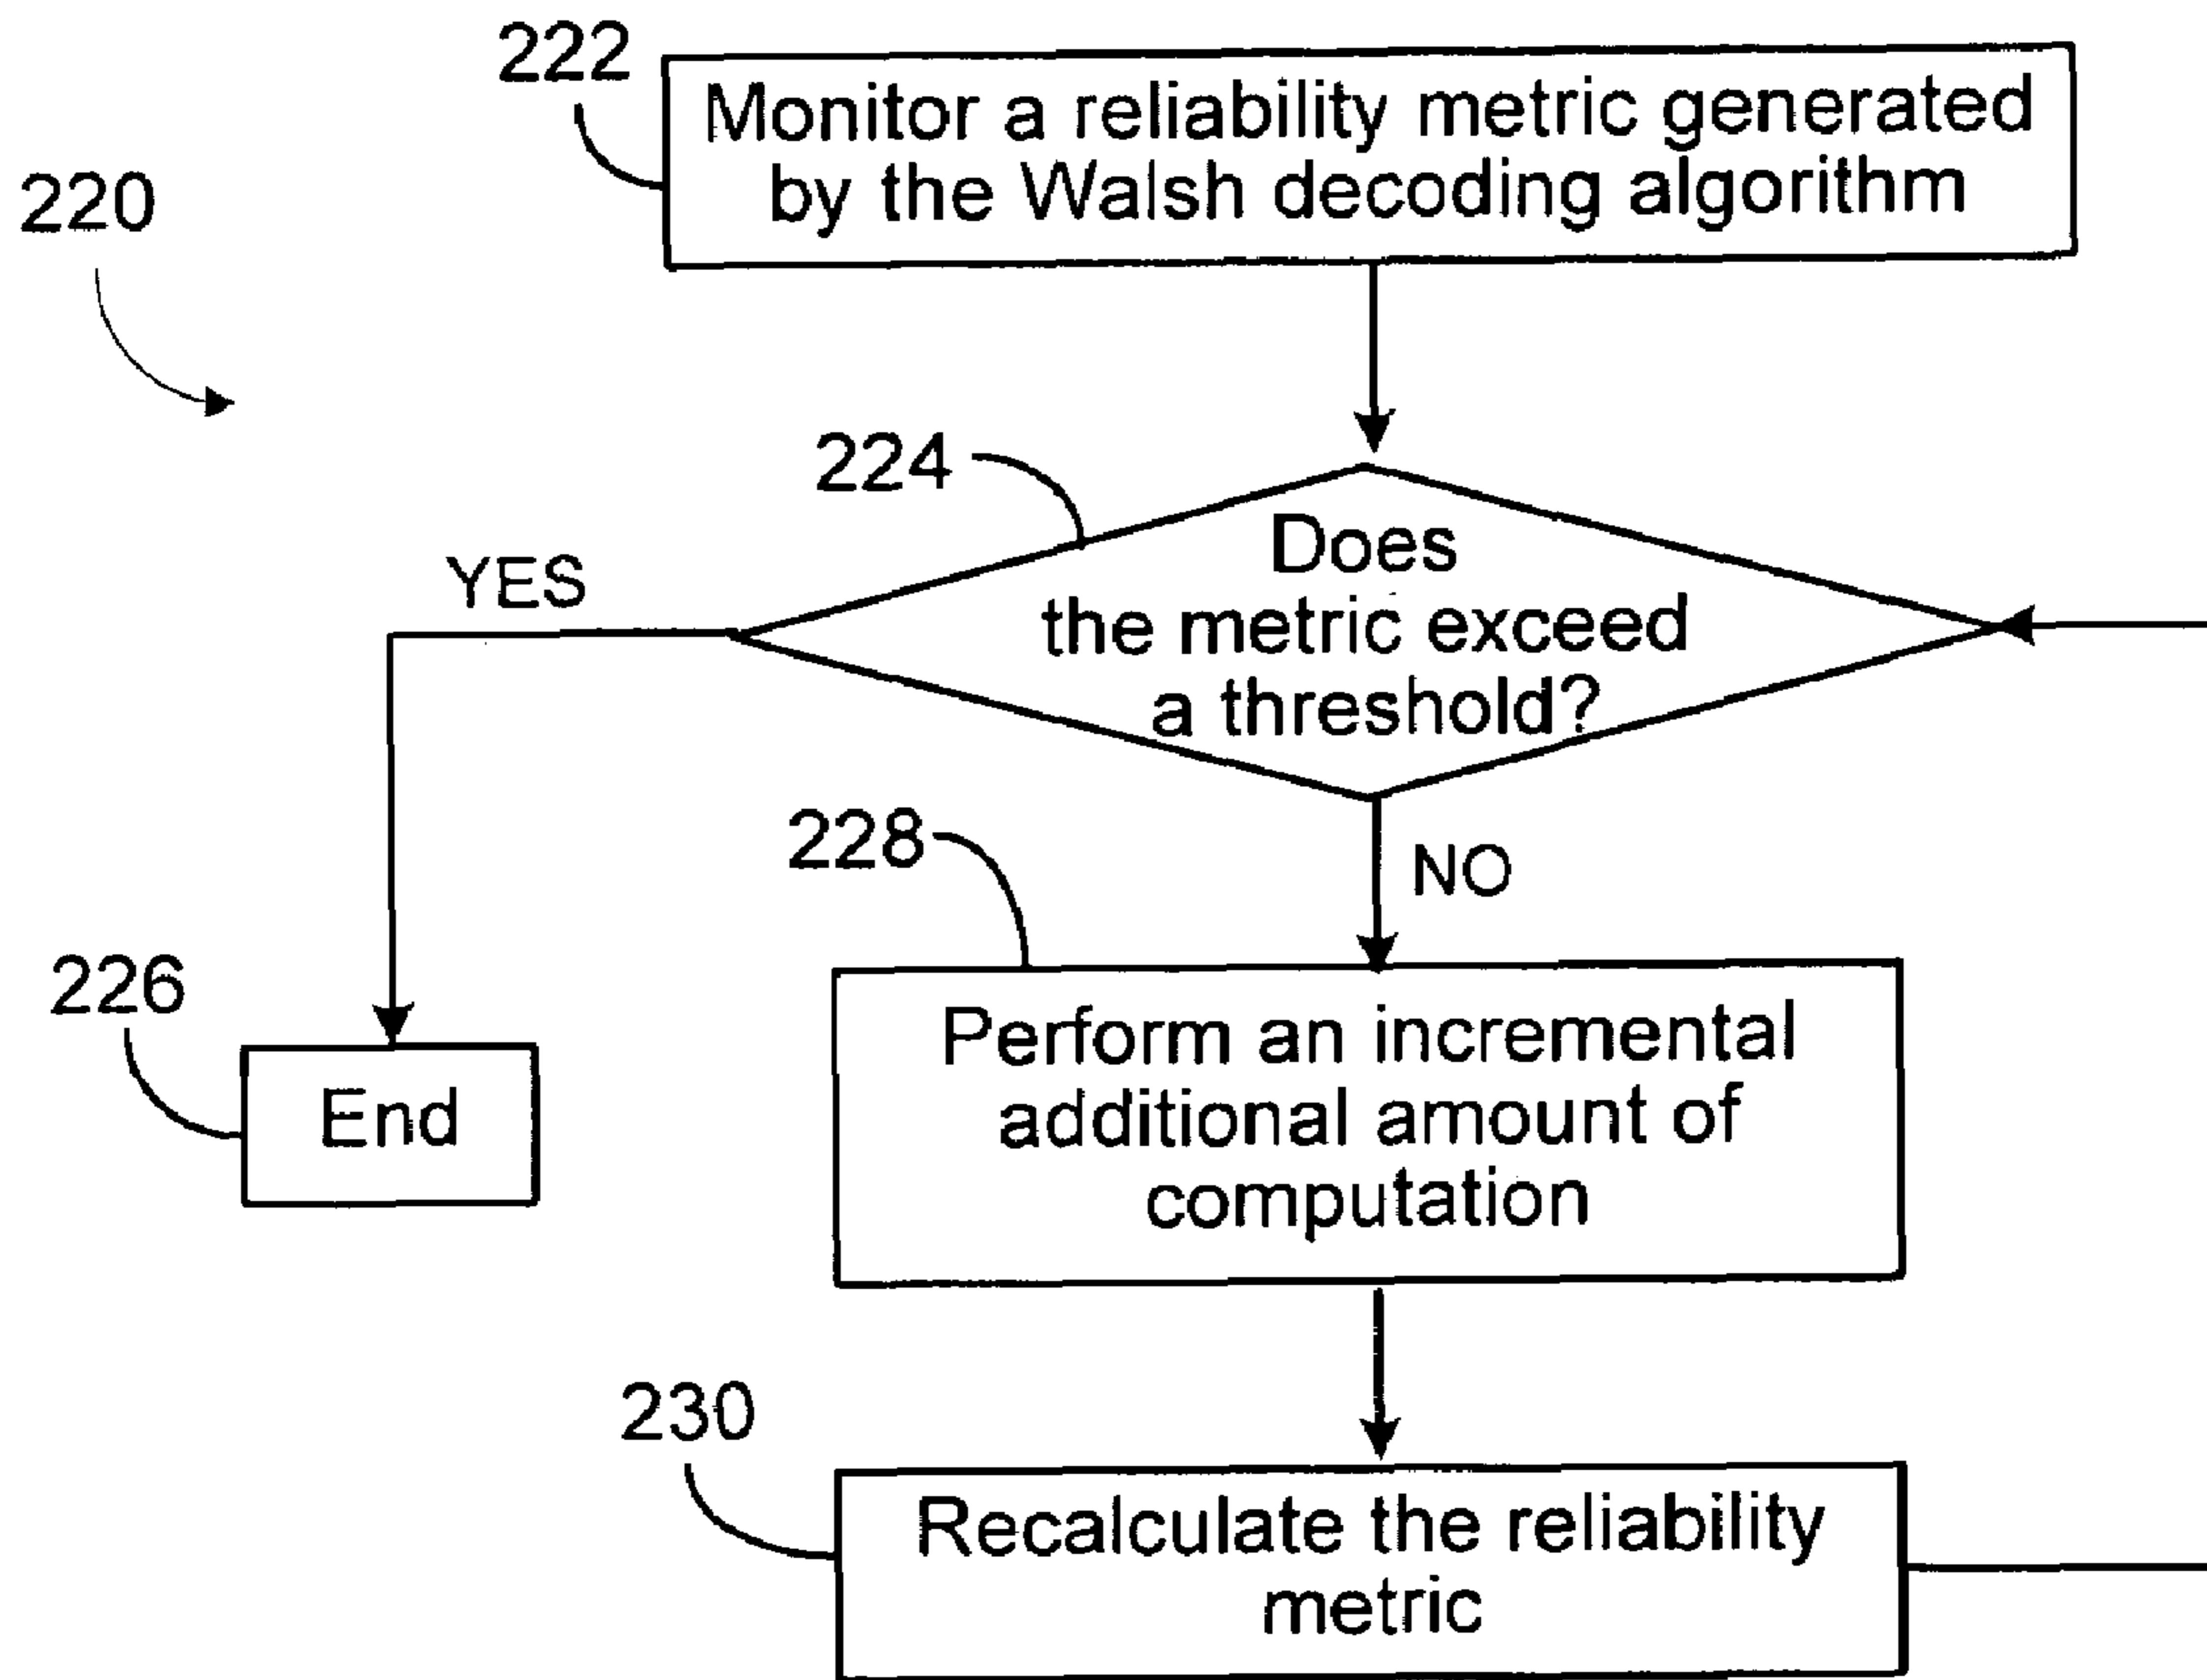 222
Monitor a reliability metric generated
by the Walsh decoding algorithm
220
224
Does
the metric exceed
a threshold?
YES
228
NO
226
End
Perform an incremental
additional amount of
computation
230
Recalculate the reliability
metric